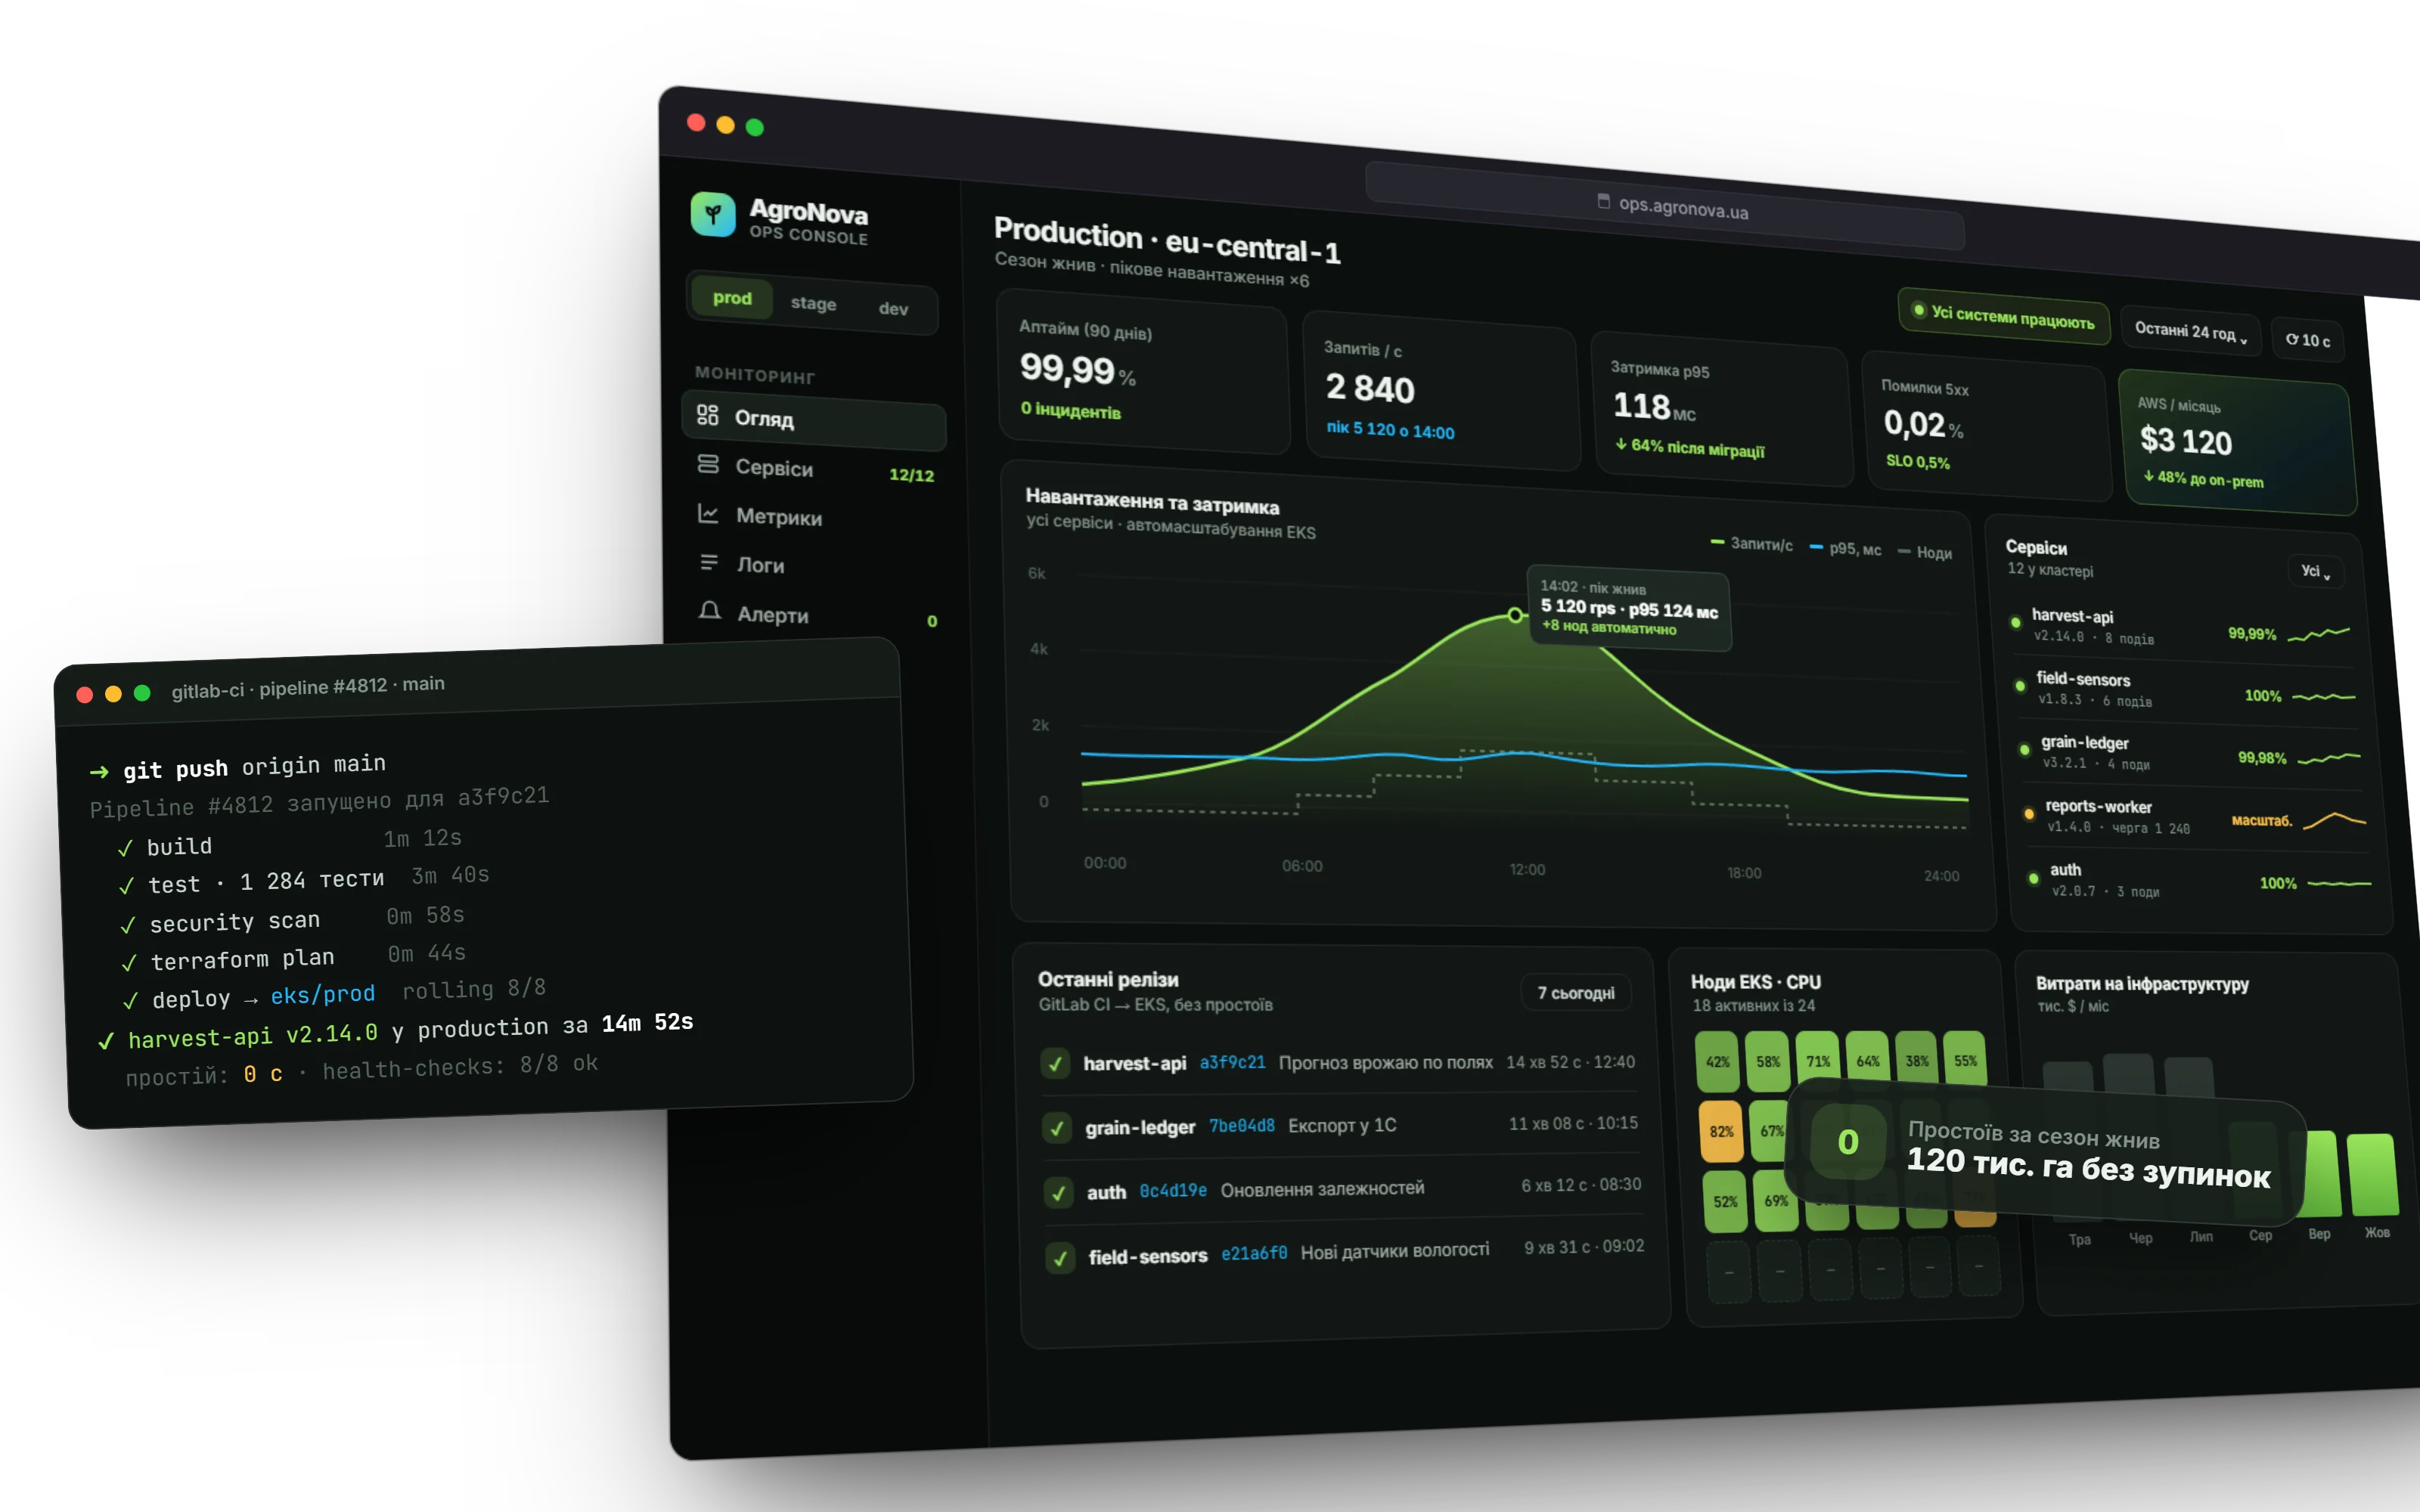 ops.agronova.ua
AgroNova
OPS CONSOLE
prod stage dev
МОНІТОРИНГ
Огляд
Сервіси 12/12
Метрики
Логи
Алерти 0
Production · eu-central-1
Сезон жнив · пікове навантаження ×6
Усі системи працюють
Останні 24 год
10 с
Аптайм (90 днів)
99,99 %
0 інцидентів
Запитів / с
2 840
пік 5 120 о 14:00
Затримка p95
118 мс
↓ 64% після міграції
Помилки 5xx
0,02 %
SLO 0,5%
AWS / місяць
$3 120
↓ 48% до on-prem
Навантаження та затримка
усі сервіси · автомасштабування EKS
Запити/с p95, мс Ноди
6k
4k
2k
0
14:02 · пік жнив
5 120 rps · p95 124 мс
+8 нод автоматично
00:00 06:00 12:00 18:00 24:00
Сервіси
12 у кластері
Усі
harvest-api
v2.14.0 · 8 подів
99,99%
field-sensors
v1.8.3 · 6 подів
100%
grain-ledger
v3.2.1 · 4 поди
99,98%
reports-worker
v1.4.0 · черга 1 240
масштаб.
auth
v2.0.7 · 3 поди
100%
gitlab-ci · pipeline #4812 · main
➜ git push origin main
Pipeline #4812 запущено для a3f9c21
✓ build 1m 12s
✓ test · 1 284 тести 3m 40s
✓ security scan 0m 58s
✓ terraform plan 0m 44s
✓ deploy → eks/prod rolling 8/8
✓ harvest-api v2.14.0 у production за 14m 52s
простій: 0 с · health-checks: 8/8 ok
Останні релізи
GitLab CI → EKS, без простоїв
7 сьогодні
✓ harvest-api a3f9c21 Прогноз врожаю по полях 14 хв 52 с · 12:40
✓ grain-ledger 7be04d8 Експорт у 1С 11 хв 08 с · 10:15
✓ auth 0c4d19e Оновлення залежностей 6 хв 12 с · 08:30
✓ field-sensors e21a6f0 Нові датчики вологості 9 хв 31 с · 09:02
Ноди EKS · CPU
18 активних із 24
42% 58% 71% 64% 38% 55%
82% 67%
52% 69%
– – – – – –
Витрати на інфраструктуру
тис. $ / міс
Тра Чер Лип Сер Вер Жов
0
Простоїв за сезон жнив
120 тис. га без зупинок